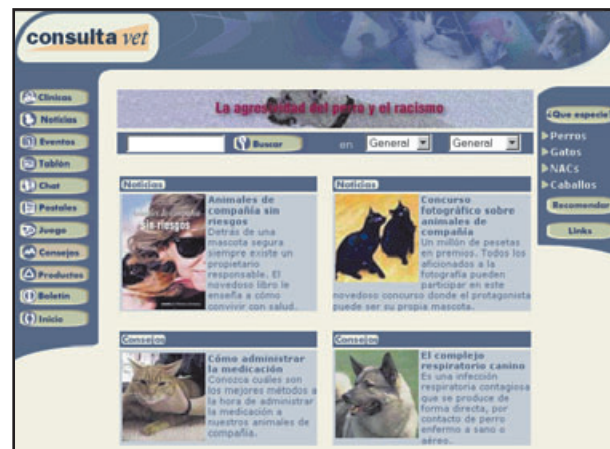 consulta vet
Clínicas
Noticias
Eventos
Tablón
Chat
Postales
Juego
Consejos
Productos
Boletín
Inicio
La agresividad del perro y el racismo
Buscar
en
General
General
¿Que especie?
Perros
Gatos
NACs
Caballos
Recomendar
Links
Noticias
Sin riesgos
Animales de
compañía sin
riesgos
Detrás de una
mascota segura
siempre existe un
propietario
responsable. El
novedoso libro le
enseña a cómo
convivir con salud.
Noticias
Concurso
fotográfico sobre
animales de
compañía
Un millón de pesetas
en premios. Todos los
aficionados a la
fotografía pueden
participar en este
novedoso concurso donde el protagonista
puede ser su propia mascota.
Consejos
Cómo administrar
la medicación
Conozca cuáles son
los mejores métodos a
la hora de administrar
la medicación a
nuestros animales de
compañía.
Consejos
El complejo
respiratorio canino
Es una infección
respiratoria contagiosa
que se produce de
forma directa, por
contacto de perro
enfermo a sano o
aéreo.